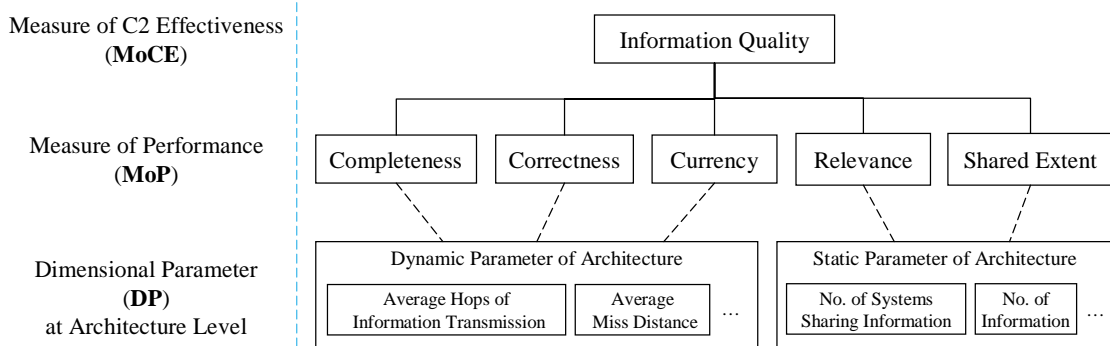 Measure of C2 Effectiveness
(MoCE)
Information Quality
Measure of Performance
(MoP)
Completeness
Correctness
Currency
Relevance
Shared Extent
Dimensional Parameter
(DP)
at Architecture Level
Dynamic Parameter of Architecture
Average Hops of
Information Transmission
Average
Miss Distance
...
Static Parameter of Architecture
No. of Systems
Sharing Information
No. of
Information
...